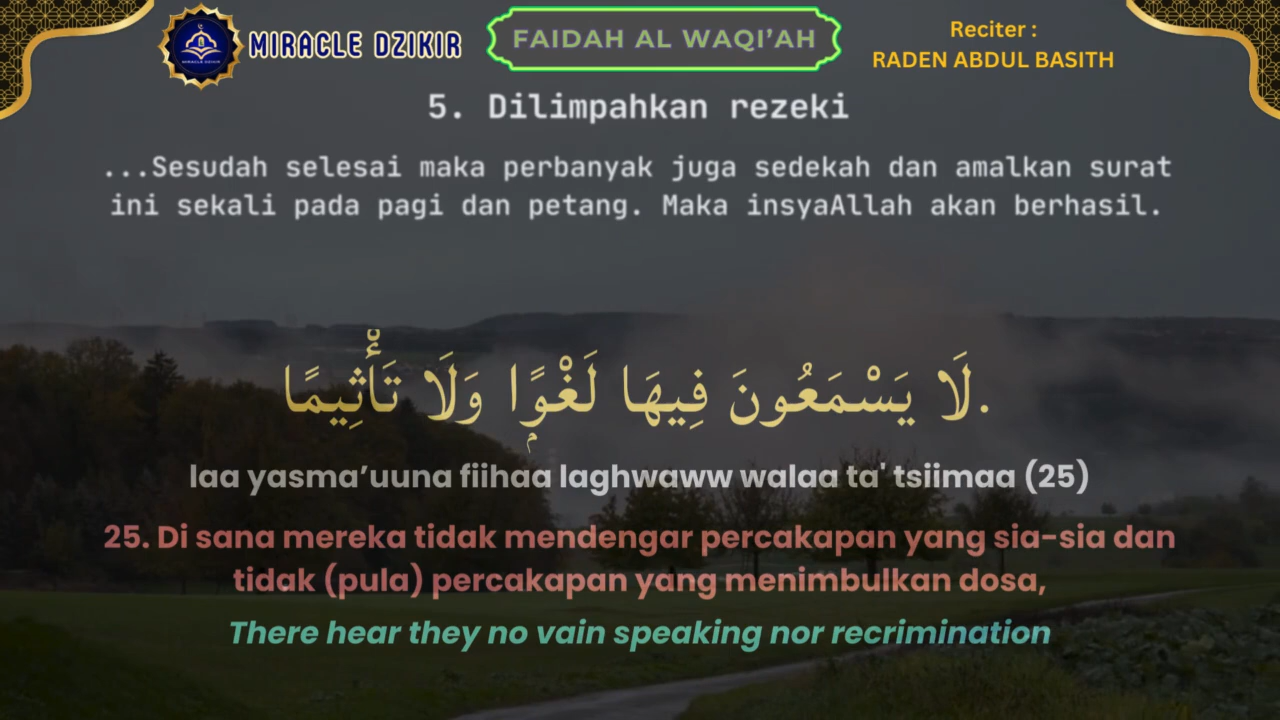 MIRACLE DZIKIR
FAIDAH AL WAQI'AH
Reciter :
RADEN ABDUL BASITH
5. Dilimpahkan rezeki
...Sesudah selesai maka perbanyak juga sedekah dan amalkan surat
ini sekali pada pagi dan petang. Maka insyaAllah akan berhasil.
لَا يَسْمَعُونَ فِيهَا لَغْوًۭا وَلَا تَأْثِيمًا.
laa yasma’uuna fiihaa laghwaww walaa ta' tsiimaa (25)
25. Di sana mereka tidak mendengar percakapan yang sia-sia dan
tidak (pula) percakapan yang menimbulkan dosa,
There hear they no vain speaking nor recrimination